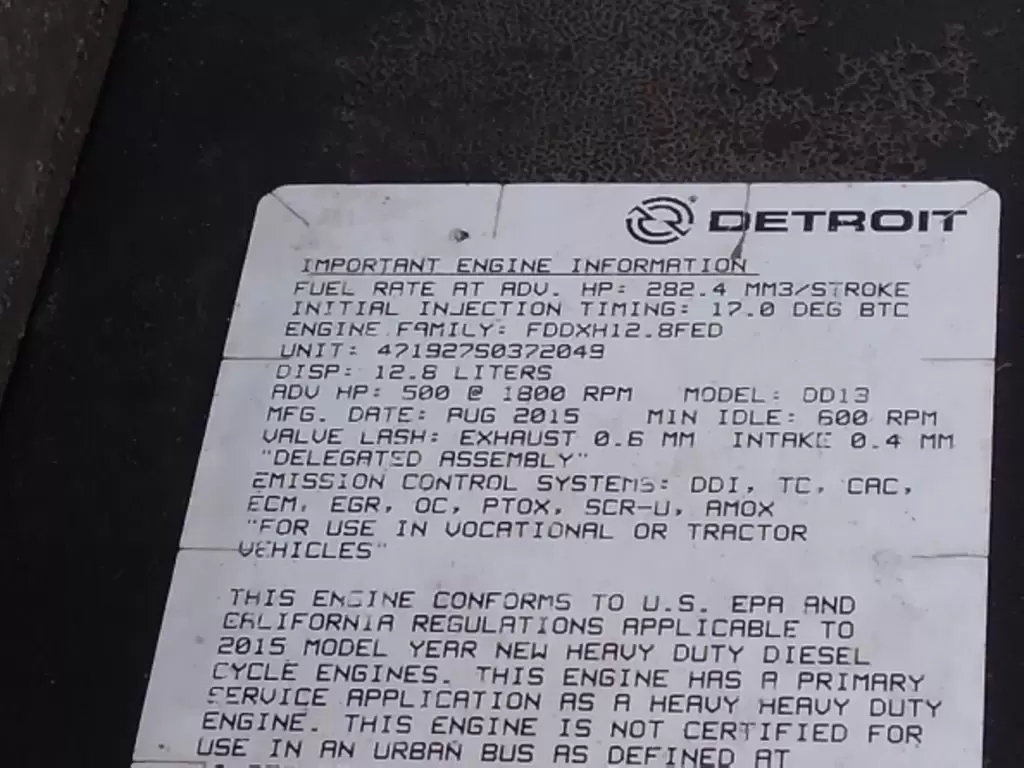 DETROIT
IMPORTANT ENGINE INFORMATION
FUEL RATE AT ADV. HP: 282.4 MM3/STROKE
INITIAL INJECTION TIMING: 17.0 DEG BTC
ENGINE FAMILY: FDDXH12.8FED
UNIT: 471927S0372049
DISP: 12.8 LITERS
ADV HP: 500 @ 1800 RPM MODEL: DD13
MFG. DATE: AUG 2015 MIN IDLE: 600 RPM
VALVE LASH: EXHAUST 0.6 MM INTAKE 0.4 MM
"DELEGATED ASSEMBLY"
EMISSION CONTROL SYSTEMS: DDI, TC, CAC,
ECM, EGR, OC, PTOX, SCR-U, AMOX
"FOR USE IN VOCATIONAL OR TRACTOR
VEHICLES"
THIS ENGINE CONFORMS TO U.S. EPA AND
CALIFORNIA REGULATIONS APPLICABLE TO
2015 MODEL YEAR NEW HEAVY DUTY DIESEL
CYCLE ENGINES. THIS ENGINE HAS A PRIMARY
SERVICE APPLICATION AS A HEAVY HEAVY DUTY
ENGINE. THIS ENGINE IS NOT CERTIFIED FOR
USE IN AN URBAN BUS AS DEFINED AT